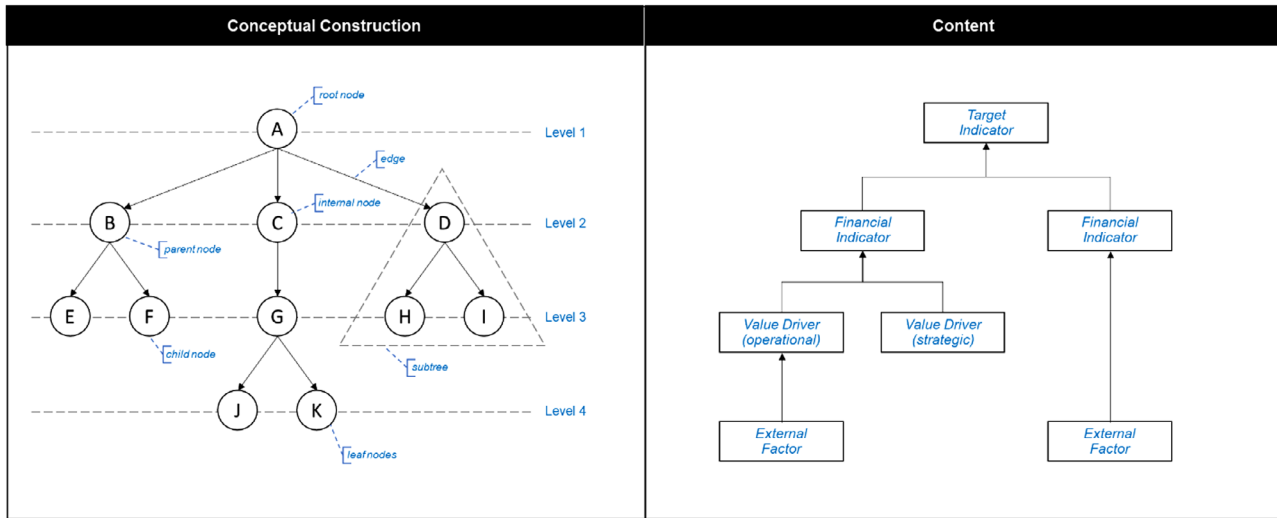 Conceptual Construction
Content
root node
A
Level 1
edge
internal node
B
C
D
Level 2
parent node
E
F
G
H
I
Level 3
child node
subtree
J
K
Level 4
leaf nodes
Target
Indicator
Financial
Indicator
Financial
Indicator
Value Driver
(operational)
Value Driver
(strategic)
External
Factor
External
Factor